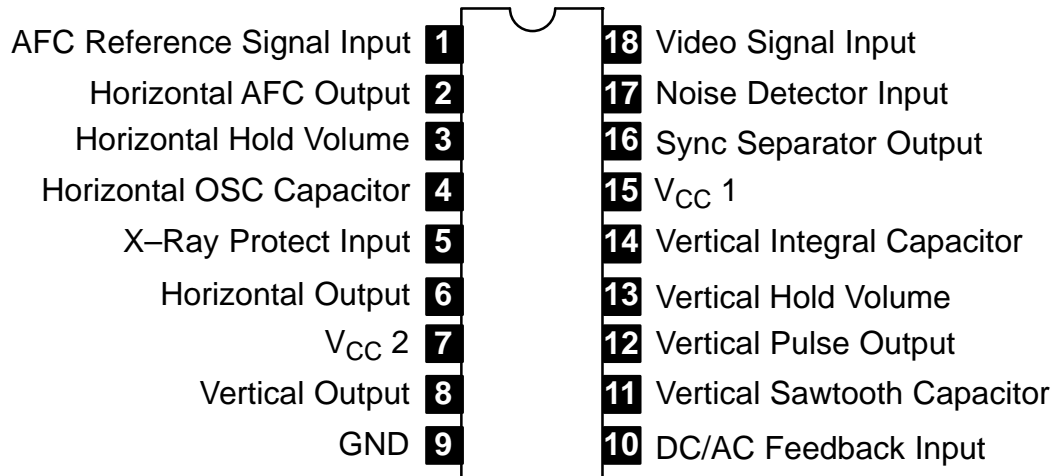 AFC Reference Signal Input 1
Horizontal AFC Output 2
Horizontal Hold Volume 3
Horizontal OSC Capacitor 4
X–Ray Protect Input 5
Horizontal Output 6
VCC 2 7
Vertical Output 8
GND 9
18 Video Signal Input
17 Noise Detector Input
16 Sync Separator Output
15 VCC 1
14 Vertical Integral Capacitor
13 Vertical Hold Volume
12 Vertical Pulse Output
11 Vertical Sawtooth Capacitor
10 DC/AC Feedback Input